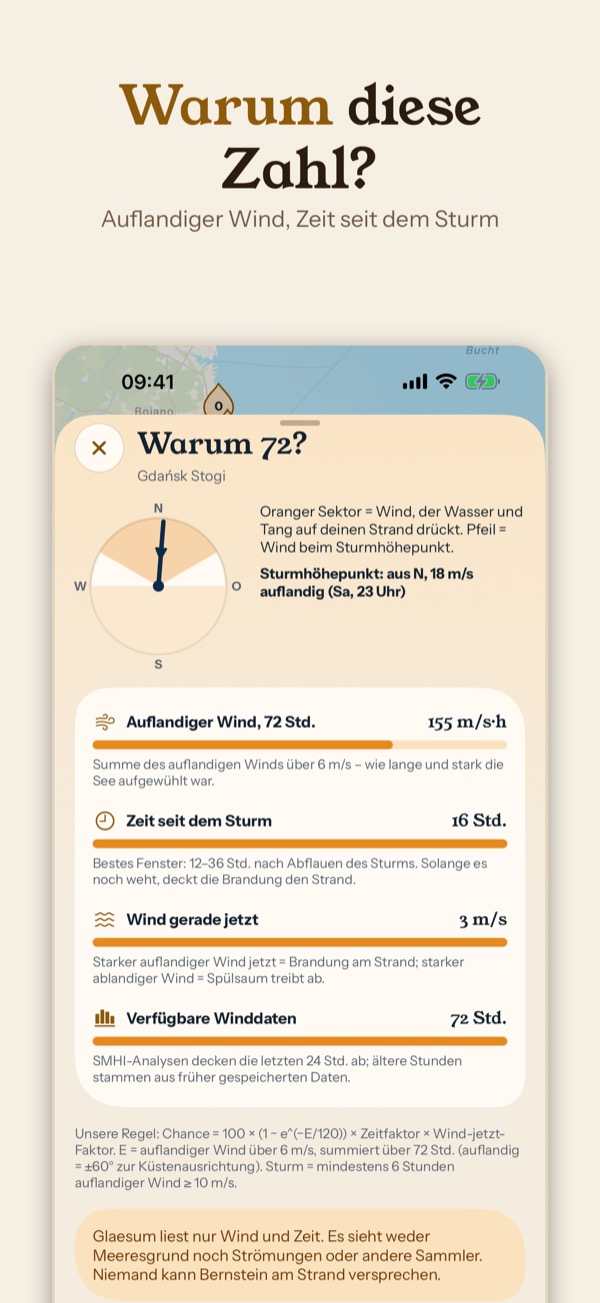 Warum diese
Zahl?
Auflandiger Wind, Zeit seit dem Sturm
Bucht
09:41
Bojano
0
Warum 72?
Gdańsk Stogi
N
W
O
S
Oranger Sektor = Wind, der Wasser und
Tang auf deinen Strand drückt. Pfeil =
Wind beim Sturmhöhepunkt.
Sturmhöhepunkt: aus N, 18 m/s
auflandig (Sa, 23 Uhr)
Auflandiger Wind, 72 Std. 155 m/s·h
Summe des auflandigen Winds über 6 m/s – wie lange und stark die
See aufgewühlt war.
Zeit seit dem Sturm 16 Std.
Bestes Fenster: 12–36 Std. nach Abflauen des Sturms. Solange es
noch weht, deckt die Brandung den Strand.
Wind gerade jetzt 3 m/s
Starker auflandiger Wind jetzt = Brandung am Strand; starker
ablandiger Wind = Spülsaum treibt ab.
Verfügbare Winddaten 72 Std.
SMHI-Analysen decken die letzten 24 Std. ab; ältere Stunden
stammen aus früher gespeicherten Daten.
Unsere Regel: Chance = 100 × (1 − e^(−E/120)) × Zeitfaktor × Wind-jetzt-
Faktor. E = auflandiger Wind über 6 m/s, summiert über 72 Std. (auflandig
= ±60° zur Küstenausrichtung). Sturm = mindestens 6 Stunden
auflandiger Wind ≥ 10 m/s.
Glaesum liest nur Wind und Zeit. Es sieht weder
Meeresgrund noch Strömungen oder andere Sammler.
Niemand kann Bernstein am Strand versprechen.